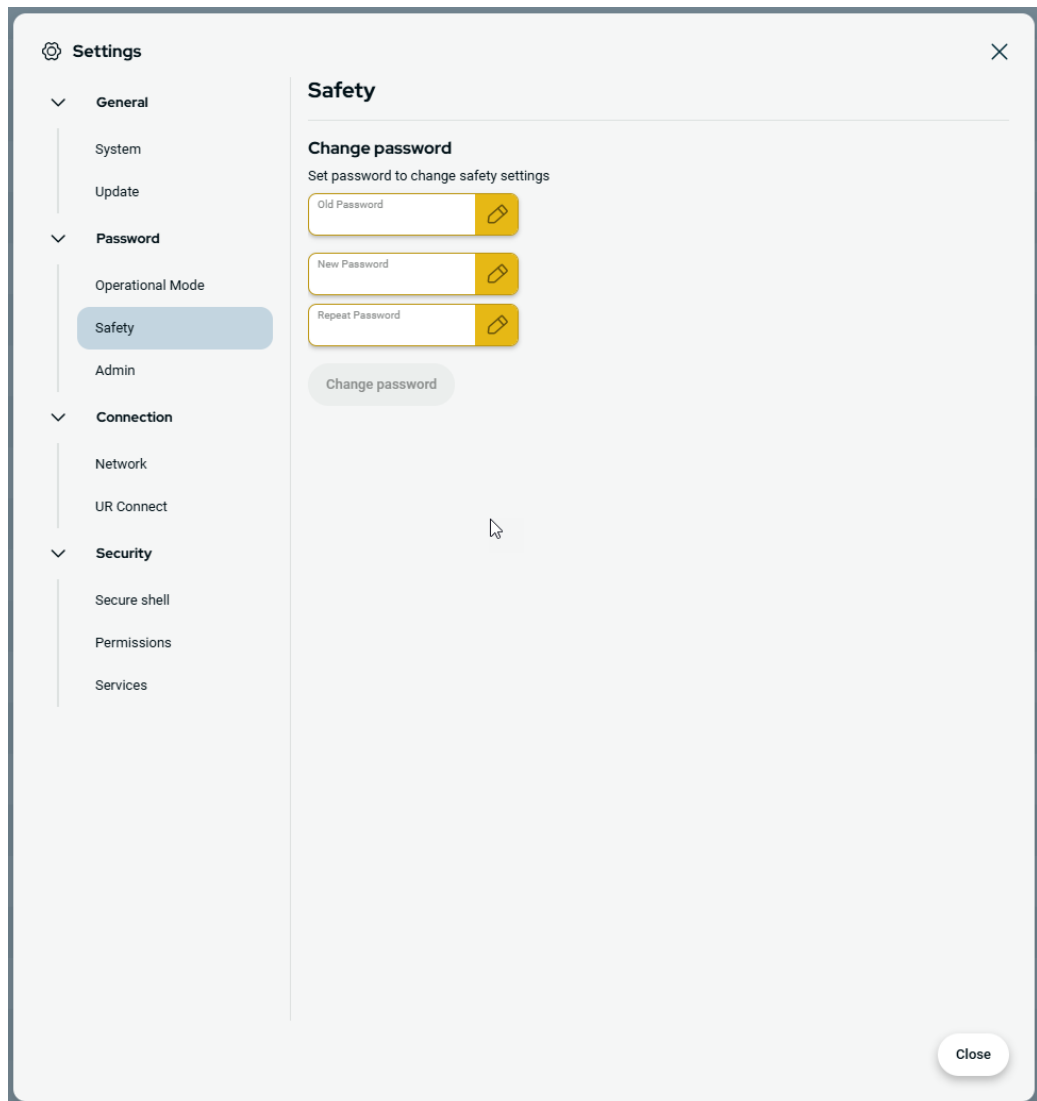 Settings
General
System
Update
Password
Operational Mode
Safety
Admin
Connection
Network
UR Connect
Security
Secure shell
Permissions
Services
Safety
Change password
Set password to change safety settings
Old Password
New Password
Repeat Password
Change password
Close